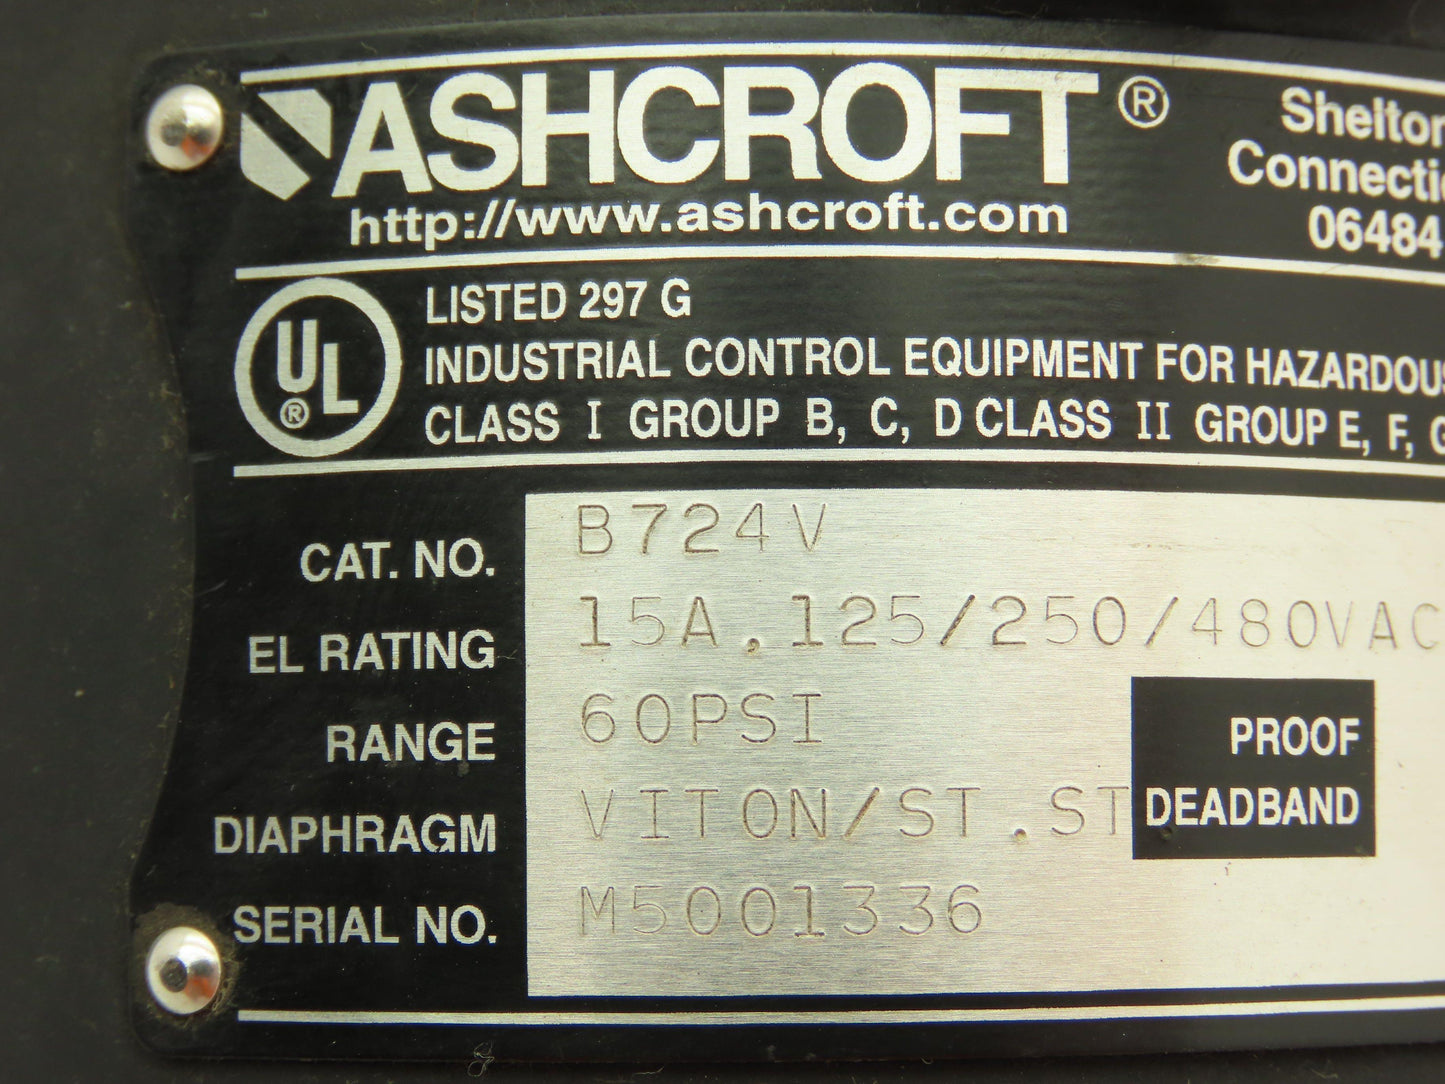 ASHCROFT®
http://www.ashcroft.com
Shelton
Connecti
06484
UL®
LISTED 297 G
INDUSTRIAL CONTROL EQUIPMENT FOR HAZARDOUS
CLASS I GROUP B, C, D CLASS II GROUP E, F, G
CAT. NO. B724V
EL RATING 15A, 125/250/480VAC
RANGE 60PSI
PROOF
DIAPHRAGM VITON/ST.ST.
DEADBAND
SERIAL NO. M5001336